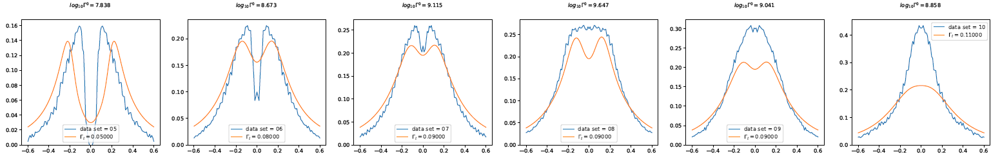 log₁₀Γ⁰ = 7.838
0.16
0.14
0.12
0.10
0.08
0.06
0.04
0.02
0.00
data set = 05
Γₜ = 0.05000
−0.6 −0.4 −0.2 0.0 0.2 0.4 0.6
log₁₀Γ⁰ = 8.673
0.20
0.15
0.10
0.05
0.00
data set = 06
Γₜ = 0.08000
−0.6 −0.4 −0.2 0.0 0.2 0.4 0.6
log₁₀Γ⁰ = 9.115
0.25
0.20
0.15
0.10
0.05
0.00
data set = 07
Γₜ = 0.09000
−0.6 −0.4 −0.2 0.0 0.2 0.4 0.6
log₁₀Γ⁰ = 9.647
0.25
0.20
0.15
0.10
0.05
0.00
data set = 08
Γₜ = 0.09000
−0.6 −0.4 −0.2 0.0 0.2 0.4 0.6
log₁₀Γ⁰ = 9.041
0.30
0.25
0.20
0.15
0.10
0.05
0.00
data set = 09
Γₜ = 0.09000
−0.6 −0.4 −0.2 0.0 0.2 0.4 0.6
log₁₀Γ⁰ = 8.858
0.4
0.3
0.2
0.1
0.0
data set = 10
Γₜ = 0.11000
−0.6 −0.4 −0.2 0.0 0.2 0.4 0.6